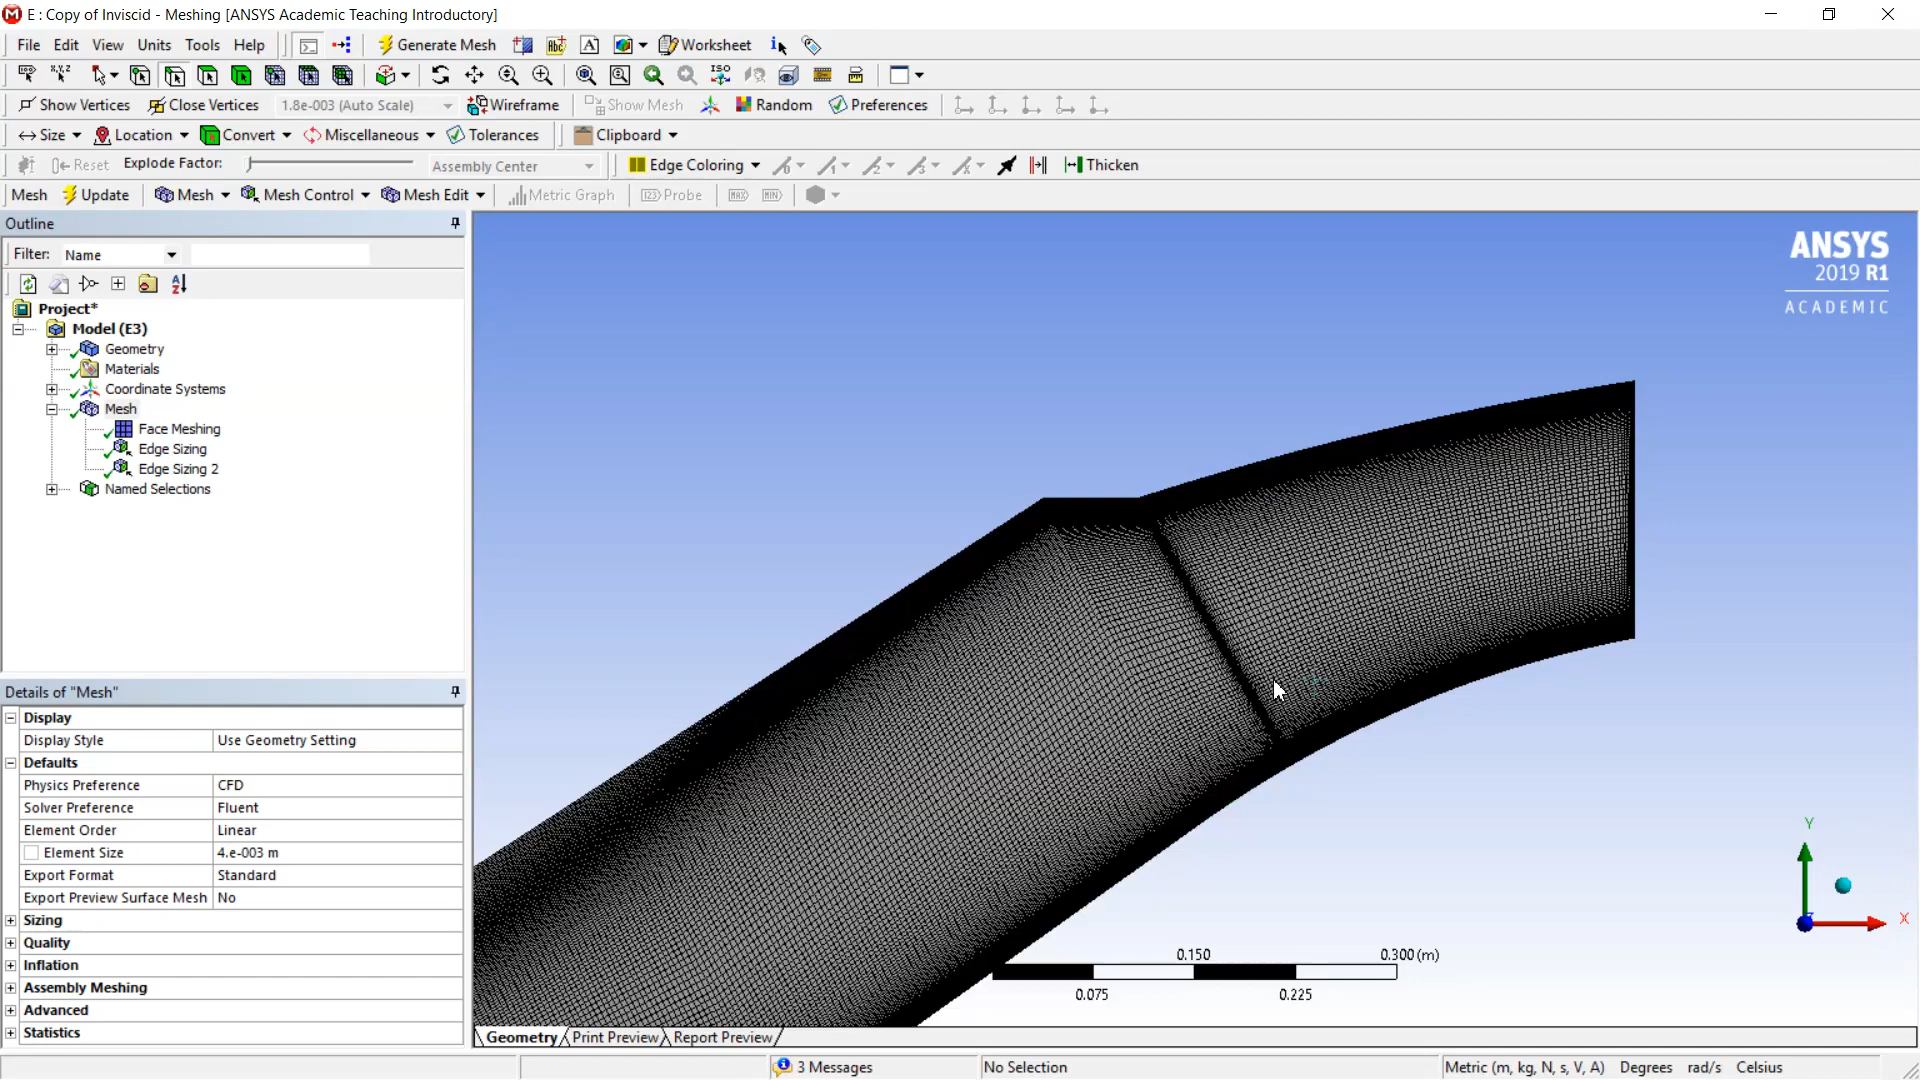 E : Copy of Inviscid - Meshing [ANSYS Academic Teaching Introductory]
File Edit View Units Tools Help Generate Mesh Worksheet
ISO
Show Vertices Close Vertices 1.8e-003 (Auto Scale) Wireframe Show Mesh Random Preferences
Size Location Convert Miscellaneous Tolerances Clipboard
Reset Explode Factor: Assembly Center Edge Coloring Thicken
Mesh Update Mesh Mesh Control Mesh Edit Metric Graph Probe MAX MIN
Outline
Filter: Name
Project*
Model (E3)
Geometry
Materials
Coordinate Systems
Mesh
Face Meshing
Edge Sizing
Edge Sizing 2
Named Selections
Details of "Mesh"
Display
Display Style Use Geometry Setting
Defaults
Physics Preference CFD
Solver Preference Fluent
Element Order Linear
Element Size 4.e-003 m
Export Format Standard
Export Preview Surface Mesh No
Sizing
Quality
Inflation
Assembly Meshing
Advanced
Statistics
ANSYS
2019 R1
ACADEMIC
Y
X
0.150 0.300 (m)
0.075 0.225
Geometry Print Preview Report Preview
3 Messages No Selection Metric (m, kg, N, s, V, A) Degrees rad/s Celsius